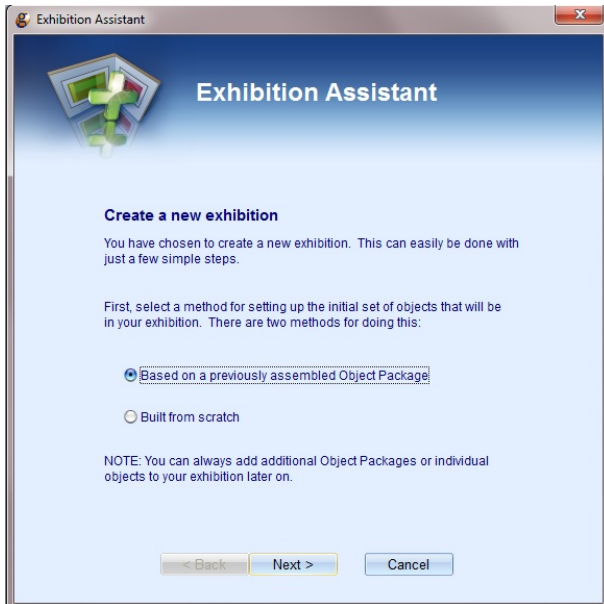 Exhibition Assistant
Exhibition Assistant
Create a new exhibition
You have chosen to create a new exhibition. This can easily be done with
just a few simple steps.
First, select a method for setting up the initial set of objects that will be
in your exhibition. There are two methods for doing this:
Based on a previously assembled Object Package
Built from scratch
NOTE: You can always add additional Object Packages or individual
objects to your exhibition later on.
< Back Next > Cancel